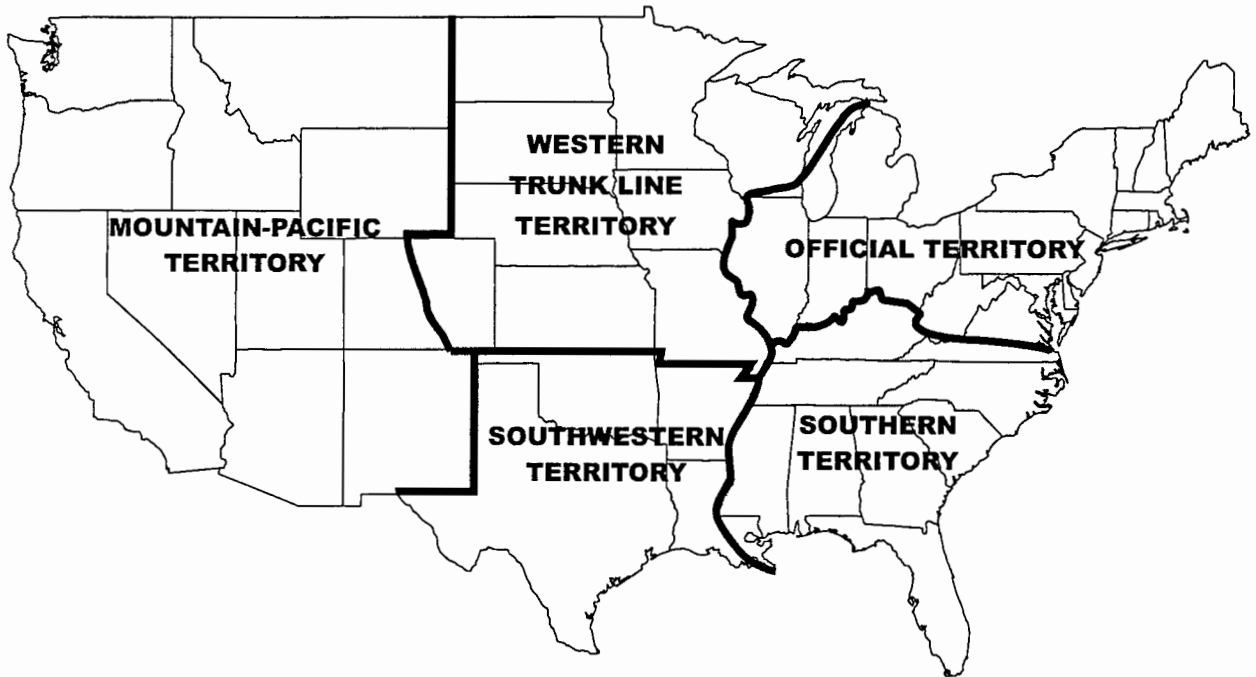 WESTERN
TRUNK LINE
TERRITORY
MOUNTAIN-PACIFIC
TERRITORY
OFFICIAL TERRITORY
SOUTHWESTERN
TERRITORY
SOUTHERN
TERRITORY